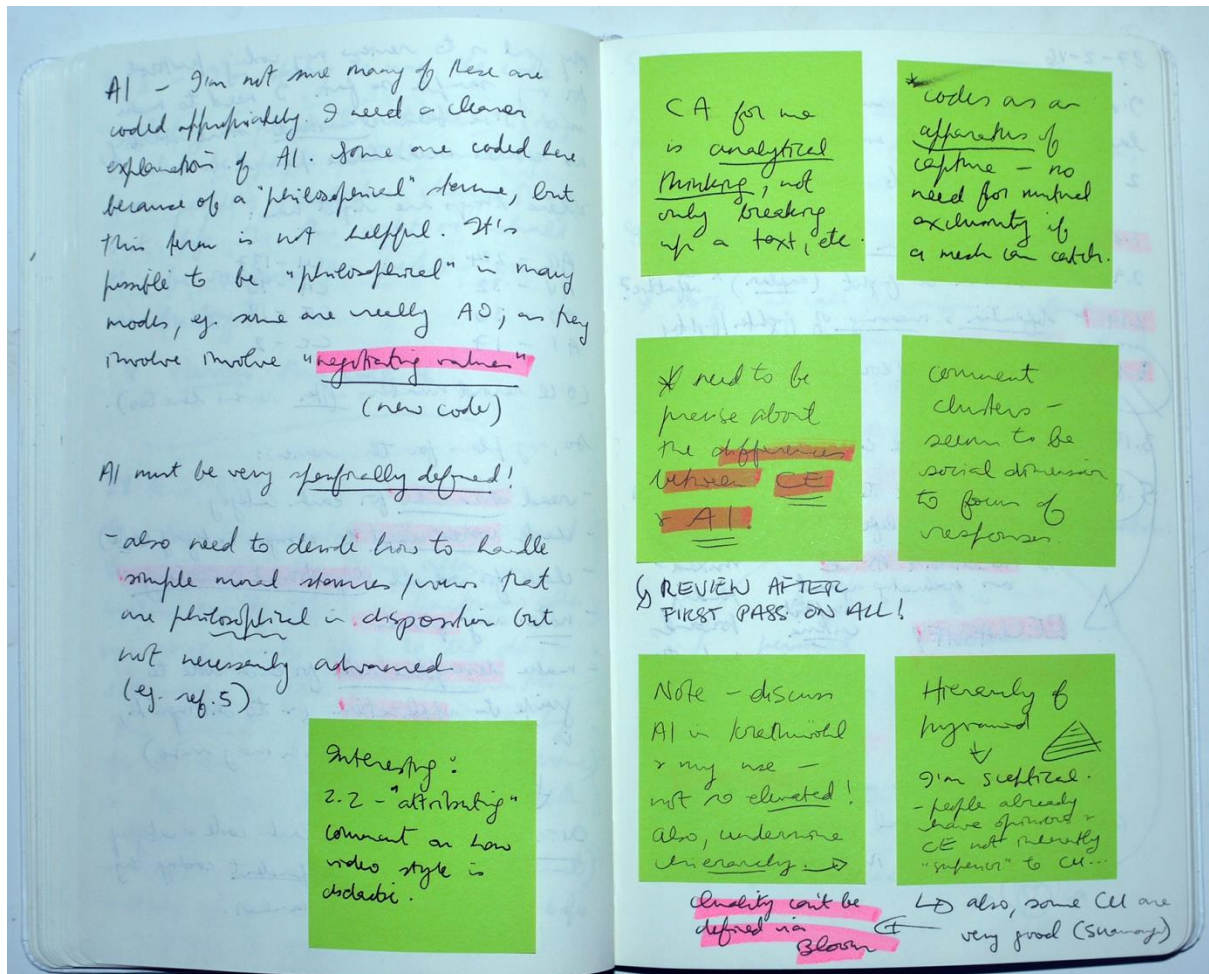 AI – I'm not sure many of these are
coded appropriately. I need a clearer
explanation of AI. Some are coded here
because of a "philosophical" stance, but
this term is not helpful. It's
possible to be "philosophical" in many
modes, eg. some are really AO; as they
involve involve "negotiating values"
(new code)
AI must be very specifically defined!
- also need to decide how to handle
simple moral stances/views that
are philosophical in disposition but
not necessarily advanced
(eg. ref. 5)
Interesting:
2.2 – "attributing"
comment on how
video style is
didactic.
CA for me
is analytical
thinking, not
only breaking
up a text, etc.
* codes as an
apparatus of
capture – no
need for mutual
exclusivity if
a mesh can catch.
* need to be
precise about
the differences
between CE
& AI.
↳ REVIEW AFTER
FIRST PASS ON ALL!
comment
clusters –
seems to be
social dimension
to focus of
responses.
Note – discuss
AI in Krathwohl
& my use –
not so elevated!
also, undermine
hierarchy. →
Hierarchy of
pyramid
↓
I'm sceptical.
- people already
have opinions &
CE not inherently
"superior" to CU...
↳ also, some CU are
very good (
Quality can't be
defined via
Bloom
←